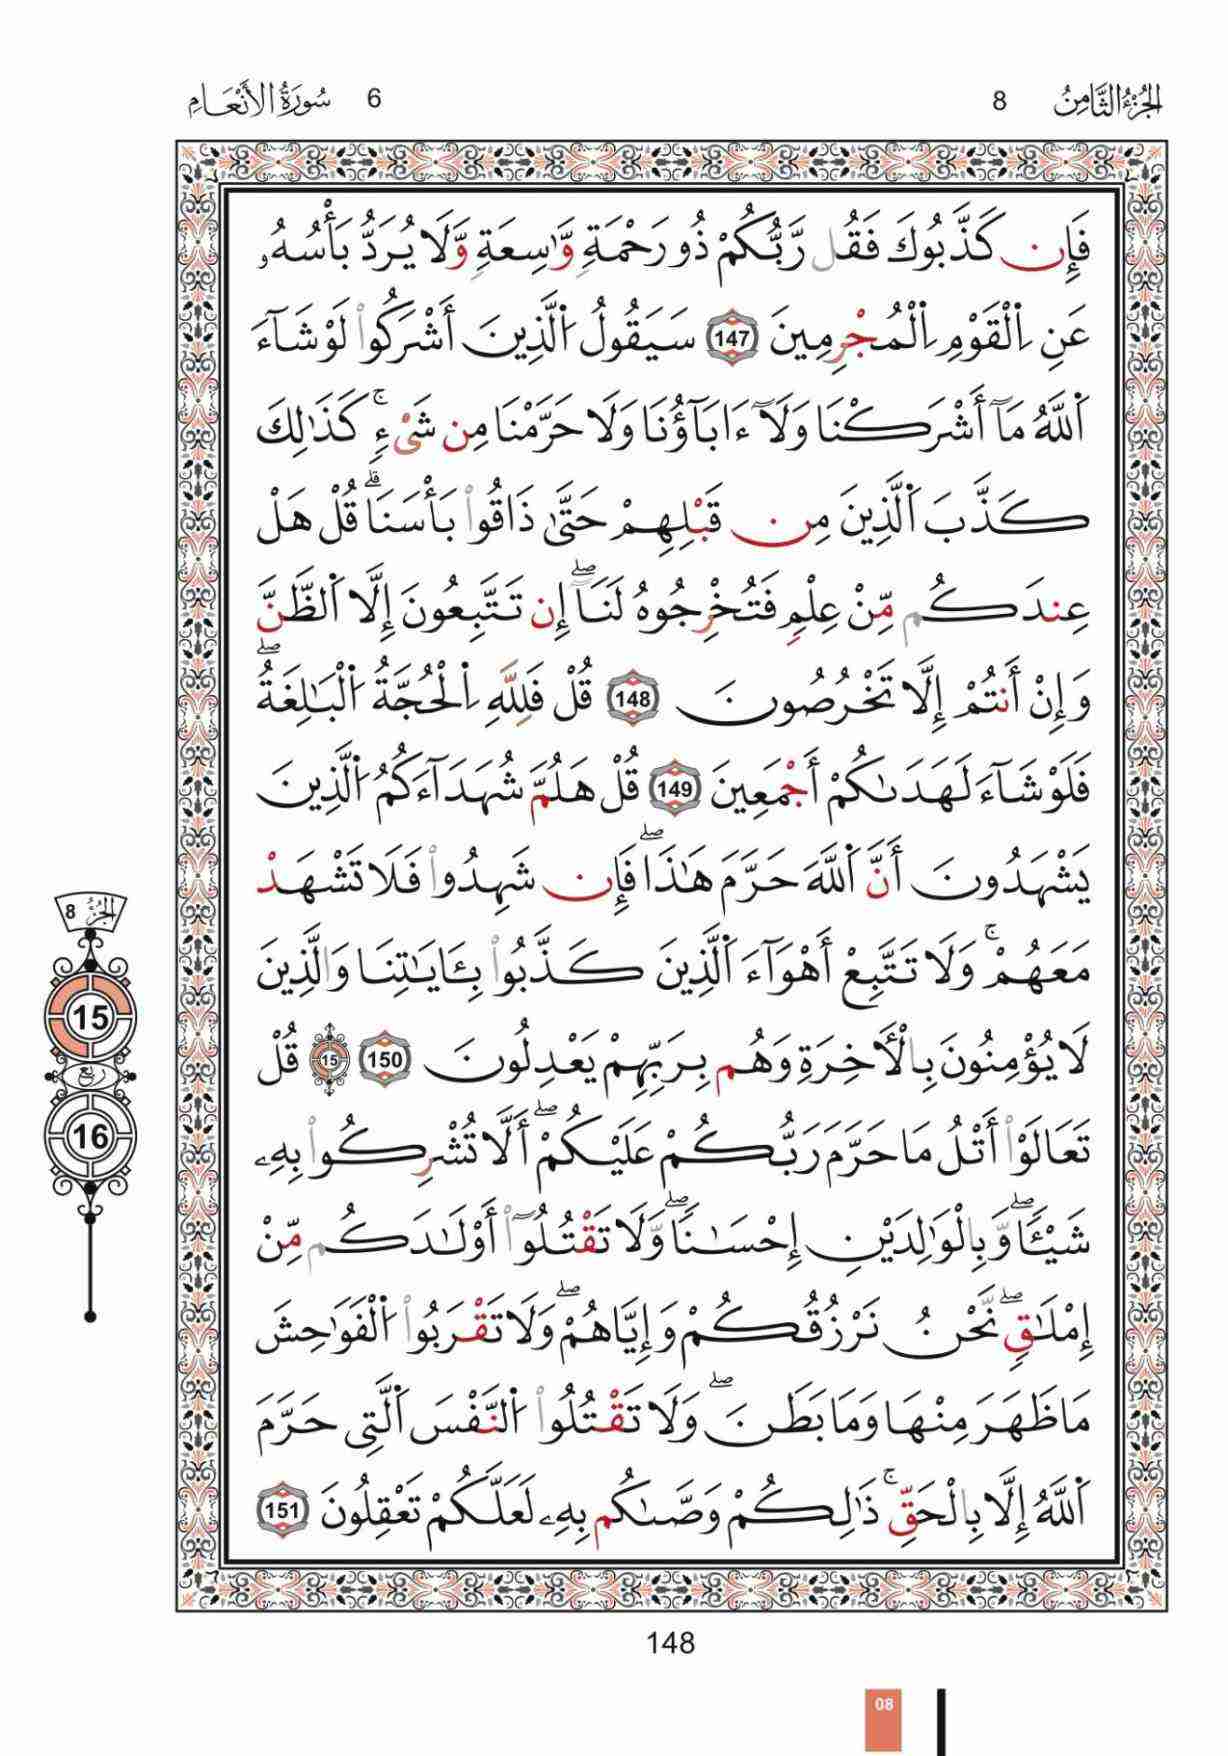 الجُزْءُ الثَّامِنُ 8
6 سُورَةُ الأَنْعَامِ
فَإِن كَذَّبُوكَ فَقُل رَّبُّكُمْ ذُو رَحْمَةٍ وَٰسِعَةٍ وَلَا يُرَدُّ بَأْسُهُۥ
عَنِ ٱلْقَوْمِ ٱلْمُجْرِمِينَ 147 سَيَقُولُ ٱلَّذِينَ أَشْرَكُوا۟ لَوْ شَآءَ
ٱللَّهُ مَآ أَشْرَكْنَا وَلَآ ءَابَآؤُنَا وَلَا حَرَّمْنَا مِن شَىْءٍ ۚ كَذَٰلِكَ
كَذَّبَ ٱلَّذِينَ مِن قَبْلِهِمْ حَتَّىٰ ذَاقُوا۟ بَأْسَنَا ۗ قُلْ هَلْ
عِندَكُم مِّنْ عِلْمٍ فَتُخْرِجُوهُ لَنَآ ۖ إِن تَتَّبِعُونَ إِلَّا ٱلظَّنَّ
وَإِنْ أَنتُمْ إِلَّا تَخْرُصُونَ 148 قُلْ فَلِلَّهِ ٱلْحُجَّةُ ٱلْبَٰلِغَةُ ۖ
فَلَوْ شَآءَ لَهَدَىٰكُمْ أَجْمَعِينَ 149 قُلْ هَلُمَّ شُهَدَآءَكُمُ ٱلَّذِينَ
يَشْهَدُونَ أَنَّ ٱللَّهَ حَرَّمَ هَٰذَا ۖ فَإِن شَهِدُوا۟ فَلَا تَشْهَدْ
مَعَهُمْ ۚ وَلَا تَتَّبِعْ أَهْوَآءَ ٱلَّذِينَ كَذَّبُوا۟ بِـَٔايَٰتِنَا وَٱلَّذِينَ
لَا يُؤْمِنُونَ بِٱلْأَخِرَةِ وَهُم بِرَبِّهِمْ يَعْدِلُونَ 150 15 قُلْ
تَعَالَوْا۟ أَتْلُ مَا حَرَّمَ رَبُّكُمْ عَلَيْكُمْ ۖ أَلَّا تُشْرِكُوا۟ بِهِۦ
شَيْـًٔا ۖ وَبِٱلْوَٰلِدَيْنِ إِحْسَٰنًا ۖ وَلَا تَقْتُلُوٓا۟ أَوْلَٰدَكُم مِّنْ
إِمْلَٰقٍ ۖ نَّحْنُ نَرْزُقُكُمْ وَإِيَّاهُمْ ۖ وَلَا تَقْرَبُوا۟ ٱلْفَوَٰحِشَ
مَا ظَهَرَ مِنْهَا وَمَا بَطَنَ ۖ وَلَا تَقْتُلُوا۟ ٱلنَّفْسَ ٱلَّتِى حَرَّمَ
ٱللَّهُ إِلَّا بِٱلْحَقِّ ۚ ذَٰلِكُمْ وَصَّىٰكُم بِهِۦ لَعَلَّكُمْ تَعْقِلُونَ 151
الجُزْءُ 8
15
ربع
16
148
08